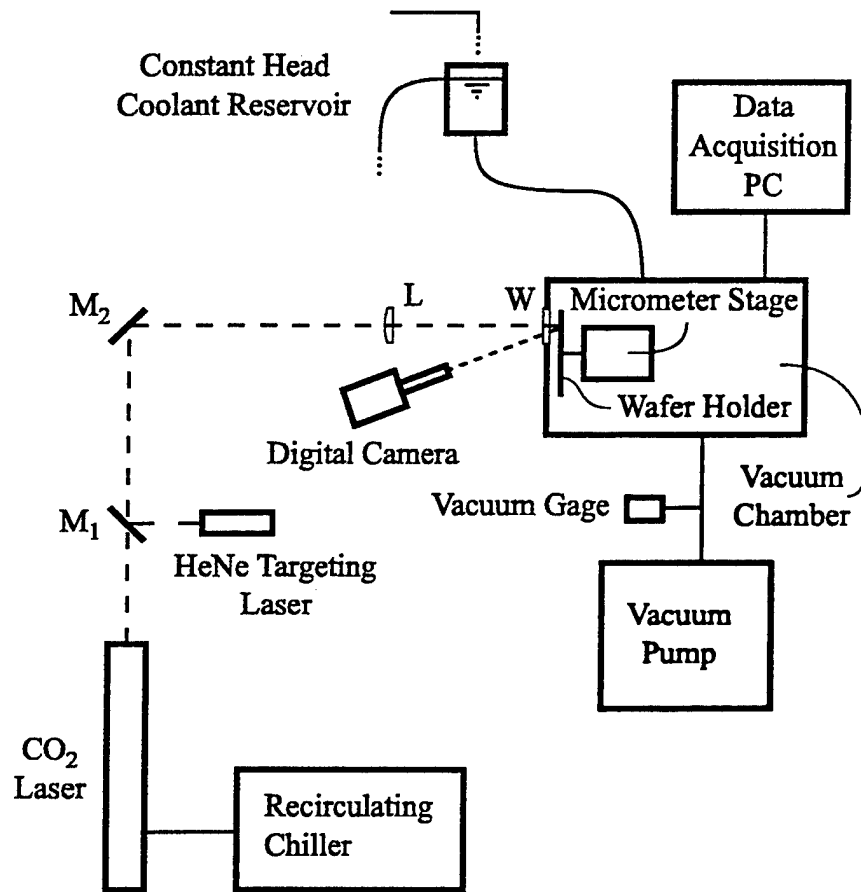 Constant Head
Coolant Reservoir
Data
Acquisition
PC
M2
L
W
Micrometer Stage
Wafer Holder
Digital Camera
Vacuum Gage
Vacuum
Chamber
M1
HeNe Targeting
Laser
Vacuum
Pump
CO2
Laser
Recirculating
Chiller